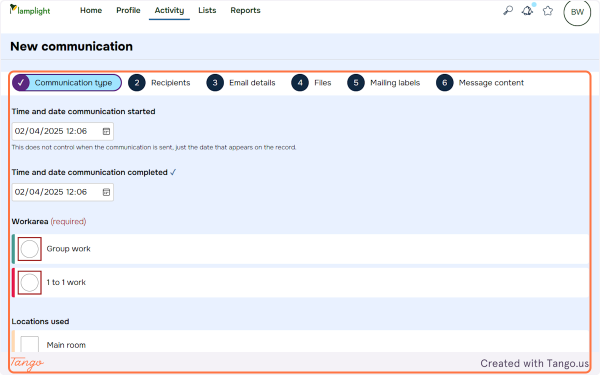 lamplight Home Profile Activity Lists Reports BW
New communication
✓ Communication type 2 Recipients 3 Email details 4 Files 5 Mailing labels 6 Message content
Time and date communication started
02/04/2025 12:06
This does not control when the communication is sent, just the date that appears on the record.
Time and date communication completed ✓
02/04/2025 12:06
Workarea (required)
Group work
1 to 1 work
Locations used
Main room
Tango Created with Tango.us